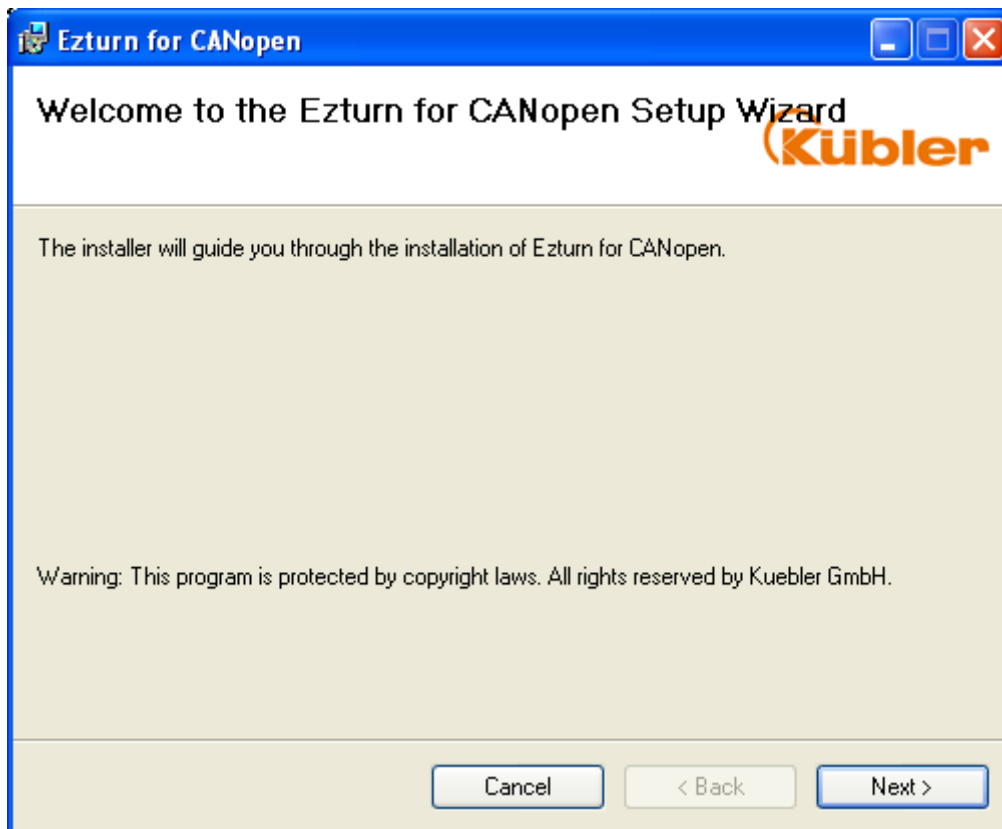 Ezturn for CANopen
Welcome to the Ezturn for CANopen Setup Wizard
Kübler
The installer will guide you through the installation of Ezturn for CANopen.
Warning: This program is protected by copyright laws. All rights reserved by Kuebler GmbH.
Cancel < Back Next >